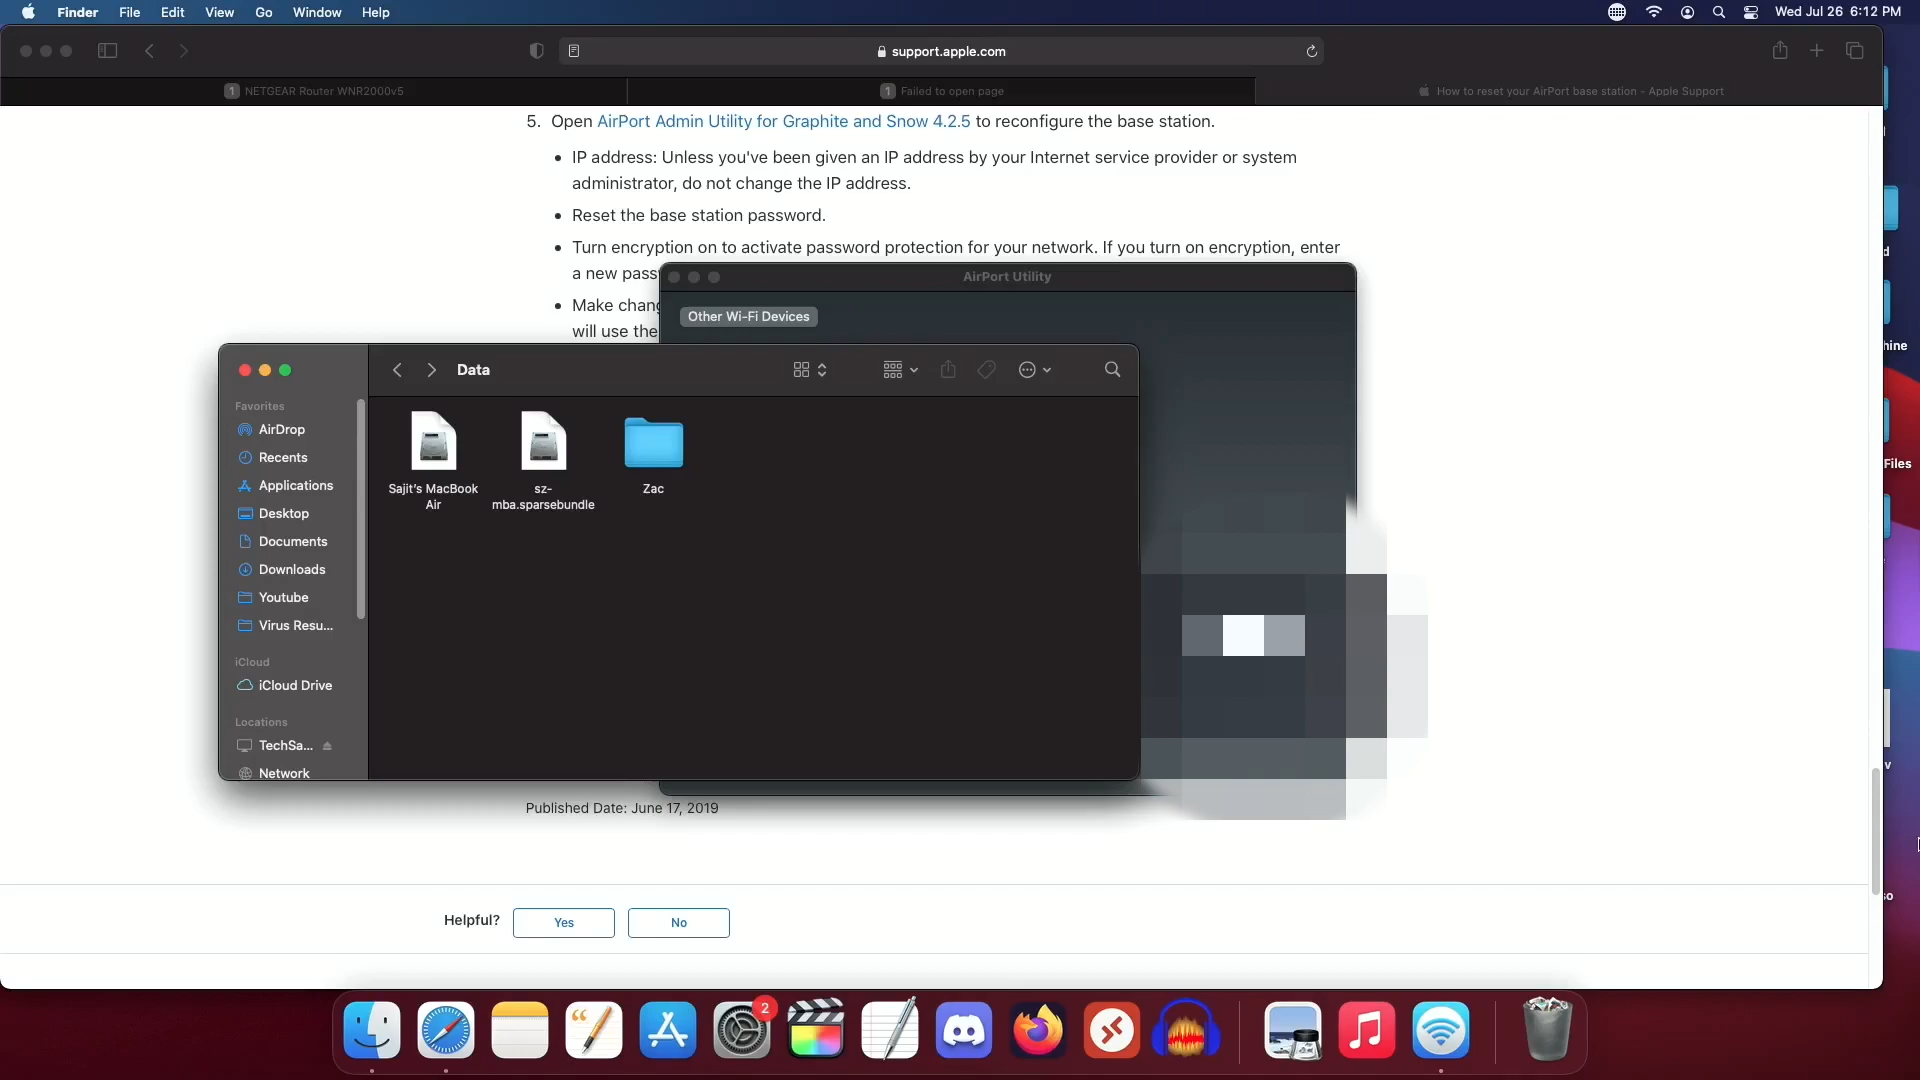 Finder File Edit View Go Window Help
Wed Jul 26 6:12 PM
support.apple.com
1 NETGEAR Router WNR2000v5
1 Failed to open page
How to reset your AirPort base station - Apple Support
5. Open AirPort Admin Utility for Graphite and Snow 4.2.5 to reconfigure the base station.
• IP address: Unless you've been given an IP address by your Internet service provider or system
administrator, do not change the IP address.
• Reset the base station password.
• Turn encryption on to activate password protection for your network. If you turn on encryption, enter
a new pass
• Make chang
will use the
AirPort Utility
Other Wi-Fi Devices
Data
Favorites
AirDrop
Recents
Applications
Desktop
Documents
Downloads
Youtube
Virus Resu...
iCloud
iCloud Drive
Locations
TechSa...
Network
Sajit's MacBook
Air
sz-
mba.sparsebundle
Zac
Published Date: June 17, 2019
Helpful?
Yes
No
hine
Files
2